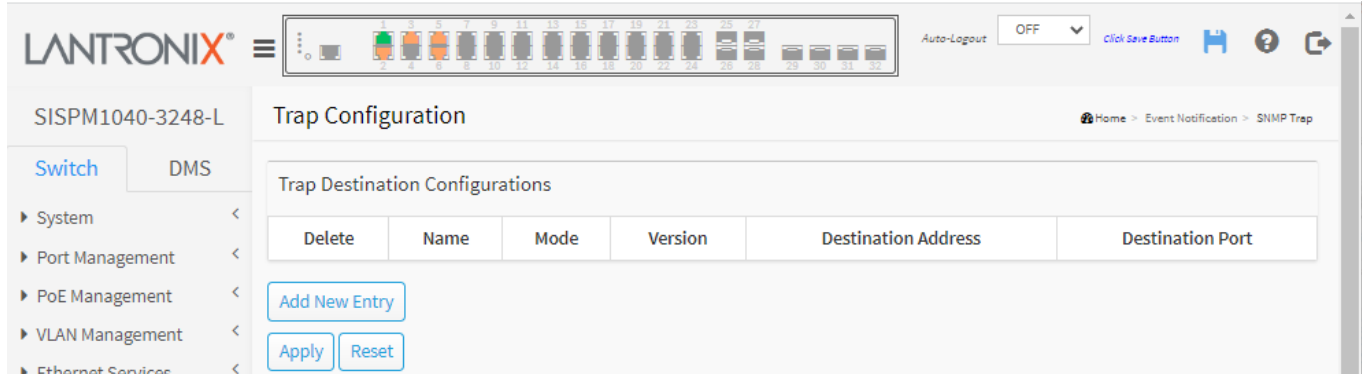 LANTRONIX®
1 3 5 7 9 11 13 15 17 19 21 23 25 27
2 4 6 8 10 12 14 16 18 20 22 24 26 28 29 30 31 32
Auto-Logout OFF Click Save Button
SISPM1040-3248-L
Trap Configuration
Home > Event Notification > SNMP Trap
Switch DMS
Trap Destination Configurations
System
Delete Name Mode Version Destination Address Destination Port
Port Management
PoE Management
Add New Entry
VLAN Management
Apply Reset
Ethernet Services